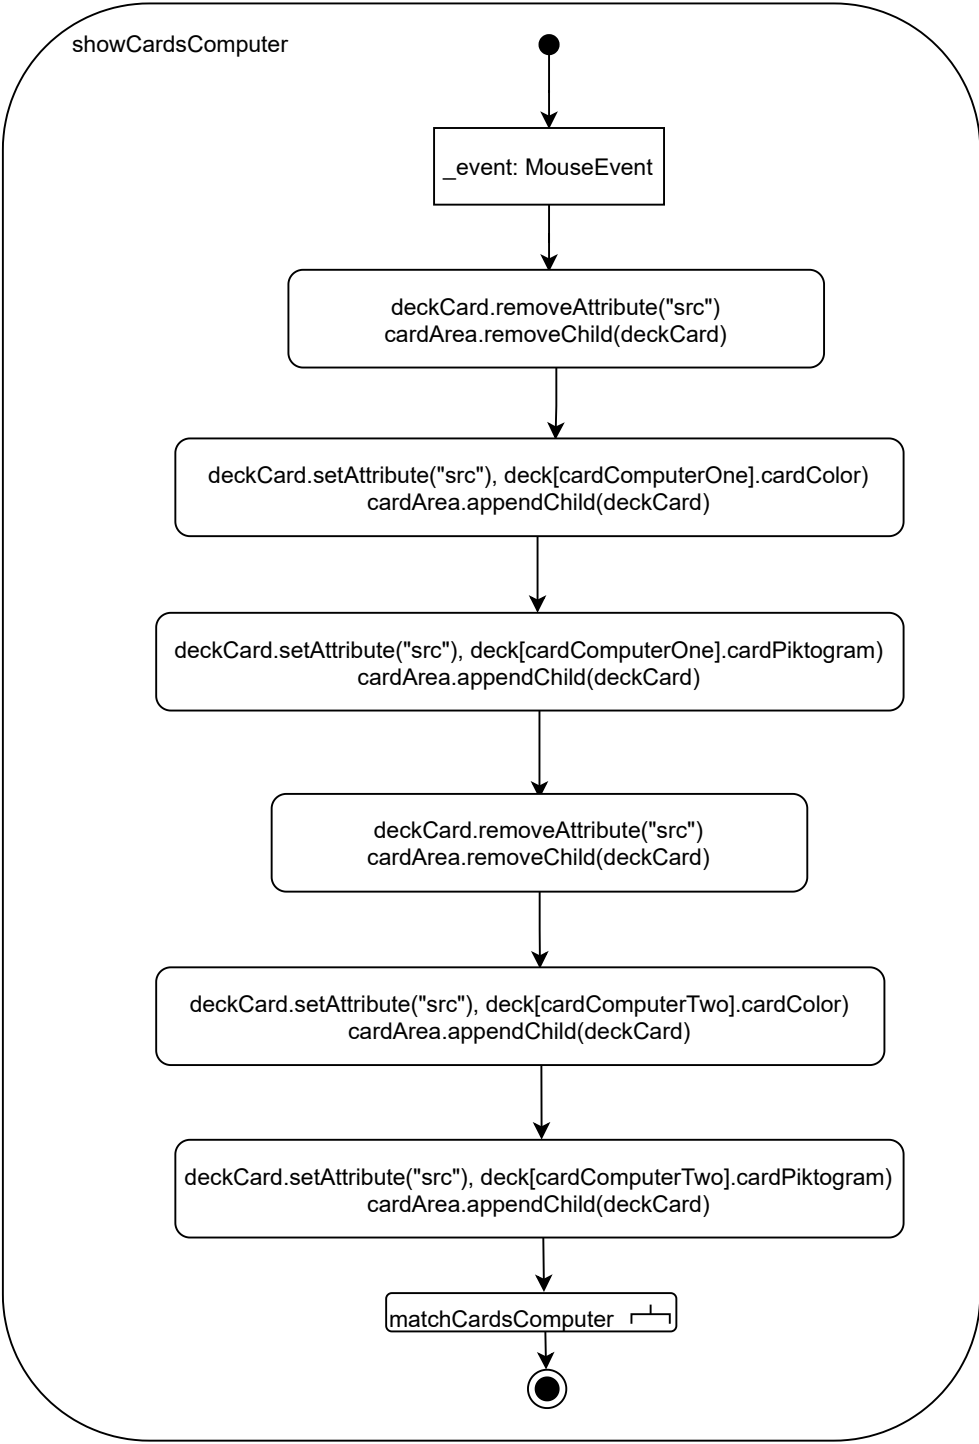 showCardsComputer
_event: MouseEvent
deckCard.removeAttribute("src")
cardArea.removeChild(deckCard)
deckCard.setAttribute("src"), deck[cardComputerOne].cardColor)
cardArea.appendChild(deckCard)
deckCard.setAttribute("src"), deck[cardComputerOne].cardPiktogram)
cardArea.appendChild(deckCard)
deckCard.removeAttribute("src")
cardArea.removeChild(deckCard)
deckCard.setAttribute("src"), deck[cardComputerTwo].cardColor)
cardArea.appendChild(deckCard)
deckCard.setAttribute("src"), deck[cardComputerTwo].cardPiktogram)
cardArea.appendChild(deckCard)
matchCardsComputer